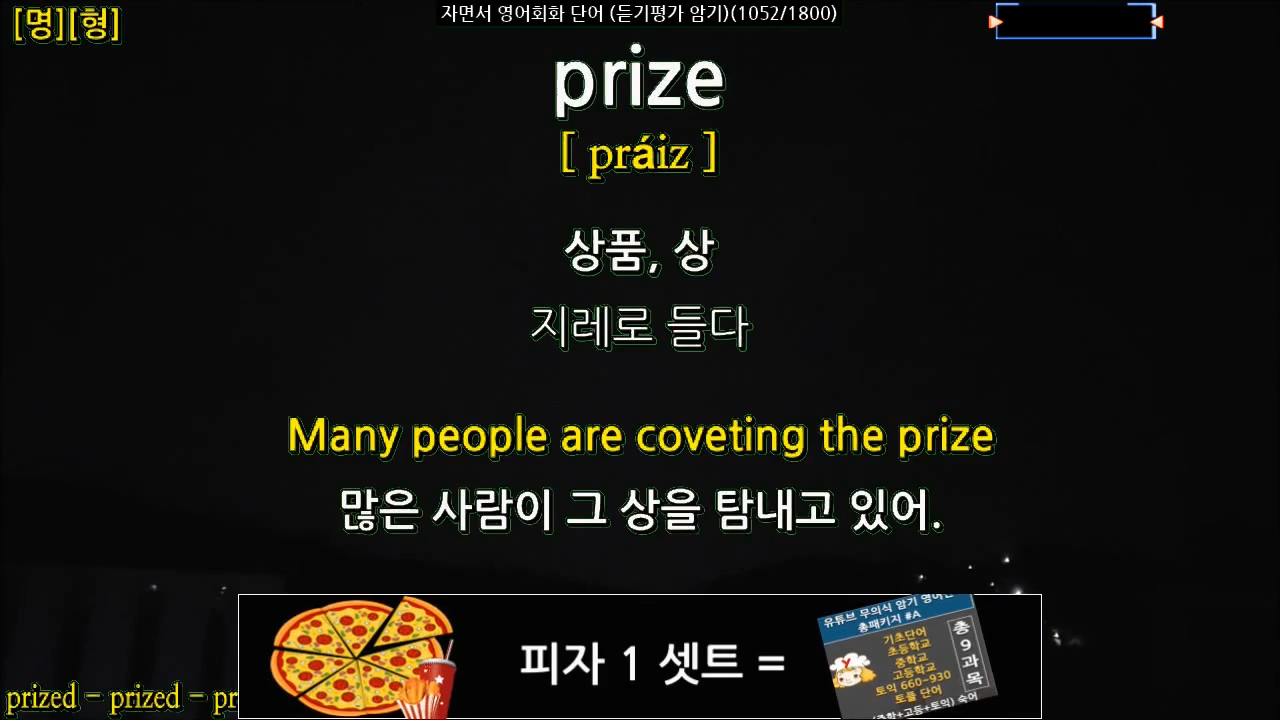 [명][형]
자면서 영어회화 단어 (듣기평가 암기)(1052/1800)
prize
[ práiz ]
상품, 상
지레로 들다
Many people are coveting the prize
많은 사람이 그 상을 탐내고 있어.
피자 1 셋트 =
유튜브 무의식 암기
총패키지 #A
기초단어
초등학교
중학교
고등학교
토익 660~930
토플 단어
총9과목
숙어
prized - prized - pr